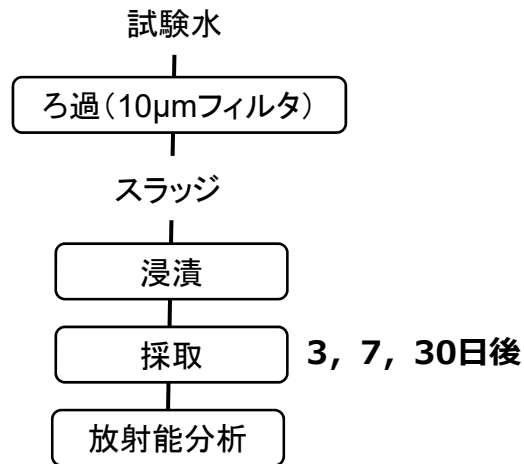 試験水
ろ過(10μmフィルタ)
スラッジ
浸漬
採取
3，7，30日後
放射能分析